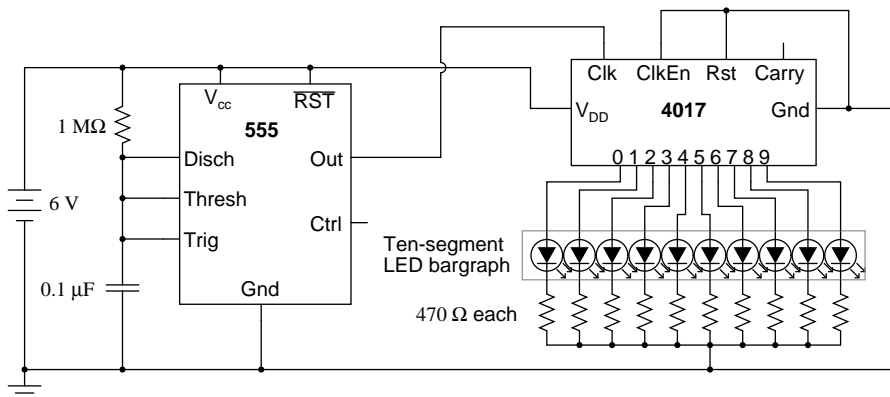 Clk ClkEn Rst Carry
V_DD 4017 Gnd
0 1 2 3 4 5 6 7 8 9
V_cc R̅S̅T̅
555
1 MΩ
Disch Out
Thresh
6 V
Ctrl
Trig
Gnd
0.1 μF
Ten-segment
LED bargraph
470 Ω each